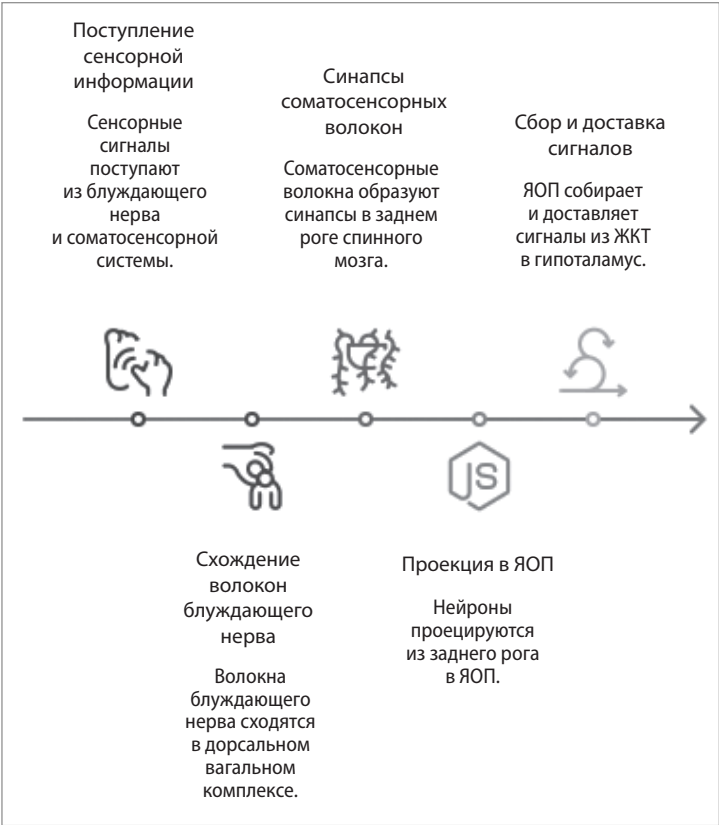 Поступление
сенсорной
информации
Сенсорные
сигналы
поступают
из блуждающего
нерва
и соматосенсорной
системы.
Синапсы
соматосенсорных
волокон
Соматосенсорные
волокна образуют
синапсы в заднем
роге спинного
мозга.
Сбор и доставка
сигналов
ЯОП собирает
и доставляет
сигналы из ЖКТ
в гипоталамус.
JS
Схождение
волокон
блуждающего
нерва
Волокна
блуждающего
нерва сходятся
в дорсальном
вагальном
комплексе.
Проекция в ЯОП
Нейроны
проецируются
из заднего рога
в ЯОП.